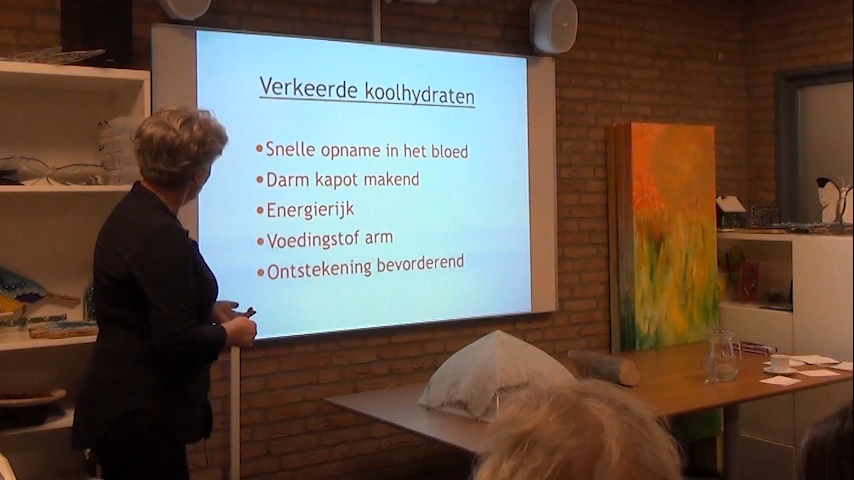 Verkeerde koolhydraten
•Snelle opname in het bloed
•Darm kapot makend
•Energierijk
•Voedingstof arm
•Ontstekening bevorderend